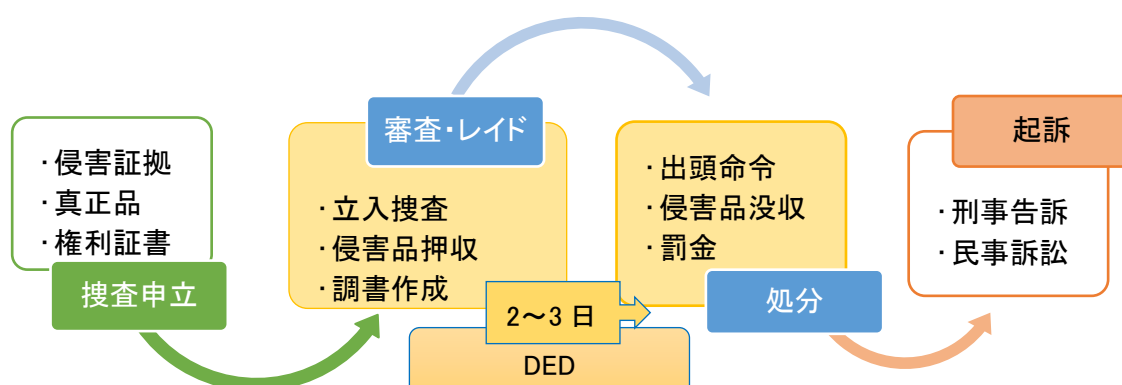 ・侵害証拠
・真正品
・権利証書
捜査申立
審査・レイド
・立入捜査
・侵害品押収
・調書作成
2～3 日
DED
・出頭命令
・侵害品没収
・罰金
処分
起訴
・刑事告訴
・民事訴訟